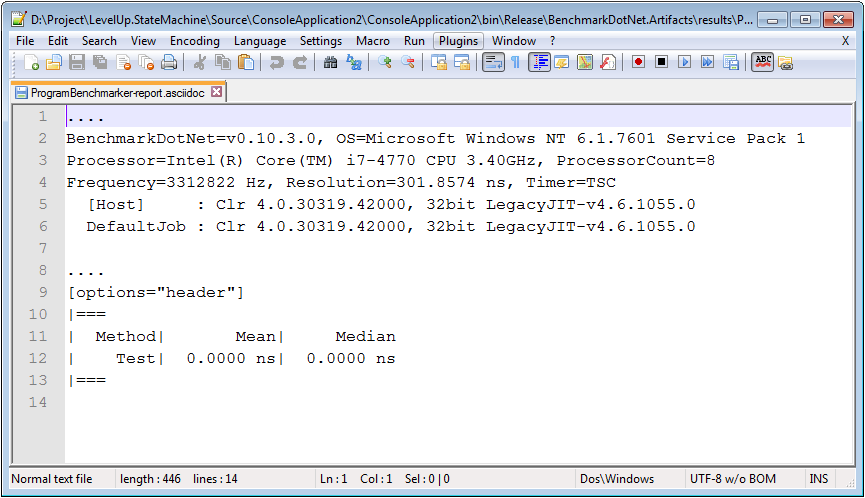 D:\Project\LevelUp.StateMachine\Source\ConsoleApplication2\ConsoleApplication2\bin\Release\BenchmarkDotNet.Artifacts\results\P...
File Edit Search View Encoding Language Settings Macro Run Plugins Window ? X
ABC
ProgramBenchmarker-report.asciidoc
1 ....
2 BenchmarkDotNet=v0.10.3.0, OS=Microsoft Windows NT 6.1.7601 Service Pack 1
3 Processor=Intel(R) Core(TM) i7-4770 CPU 3.40GHz, ProcessorCount=8
4 Frequency=3312822 Hz, Resolution=301.8574 ns, Timer=TSC
5   [Host]     : Clr 4.0.30319.42000, 32bit LegacyJIT-v4.6.1055.0
6   DefaultJob : Clr 4.0.30319.42000, 32bit LegacyJIT-v4.6.1055.0
7
8 ....
9 [options="header"]
10 |===
11 |  Method|       Mean|     Median
12 |    Test|  0.0000 ns|  0.0000 ns
13 |===
14
Normal text file length : 446 lines : 14 Ln : 1 Col : 1 Sel : 0 | 0 Dos\Windows UTF-8 w/o BOM INS